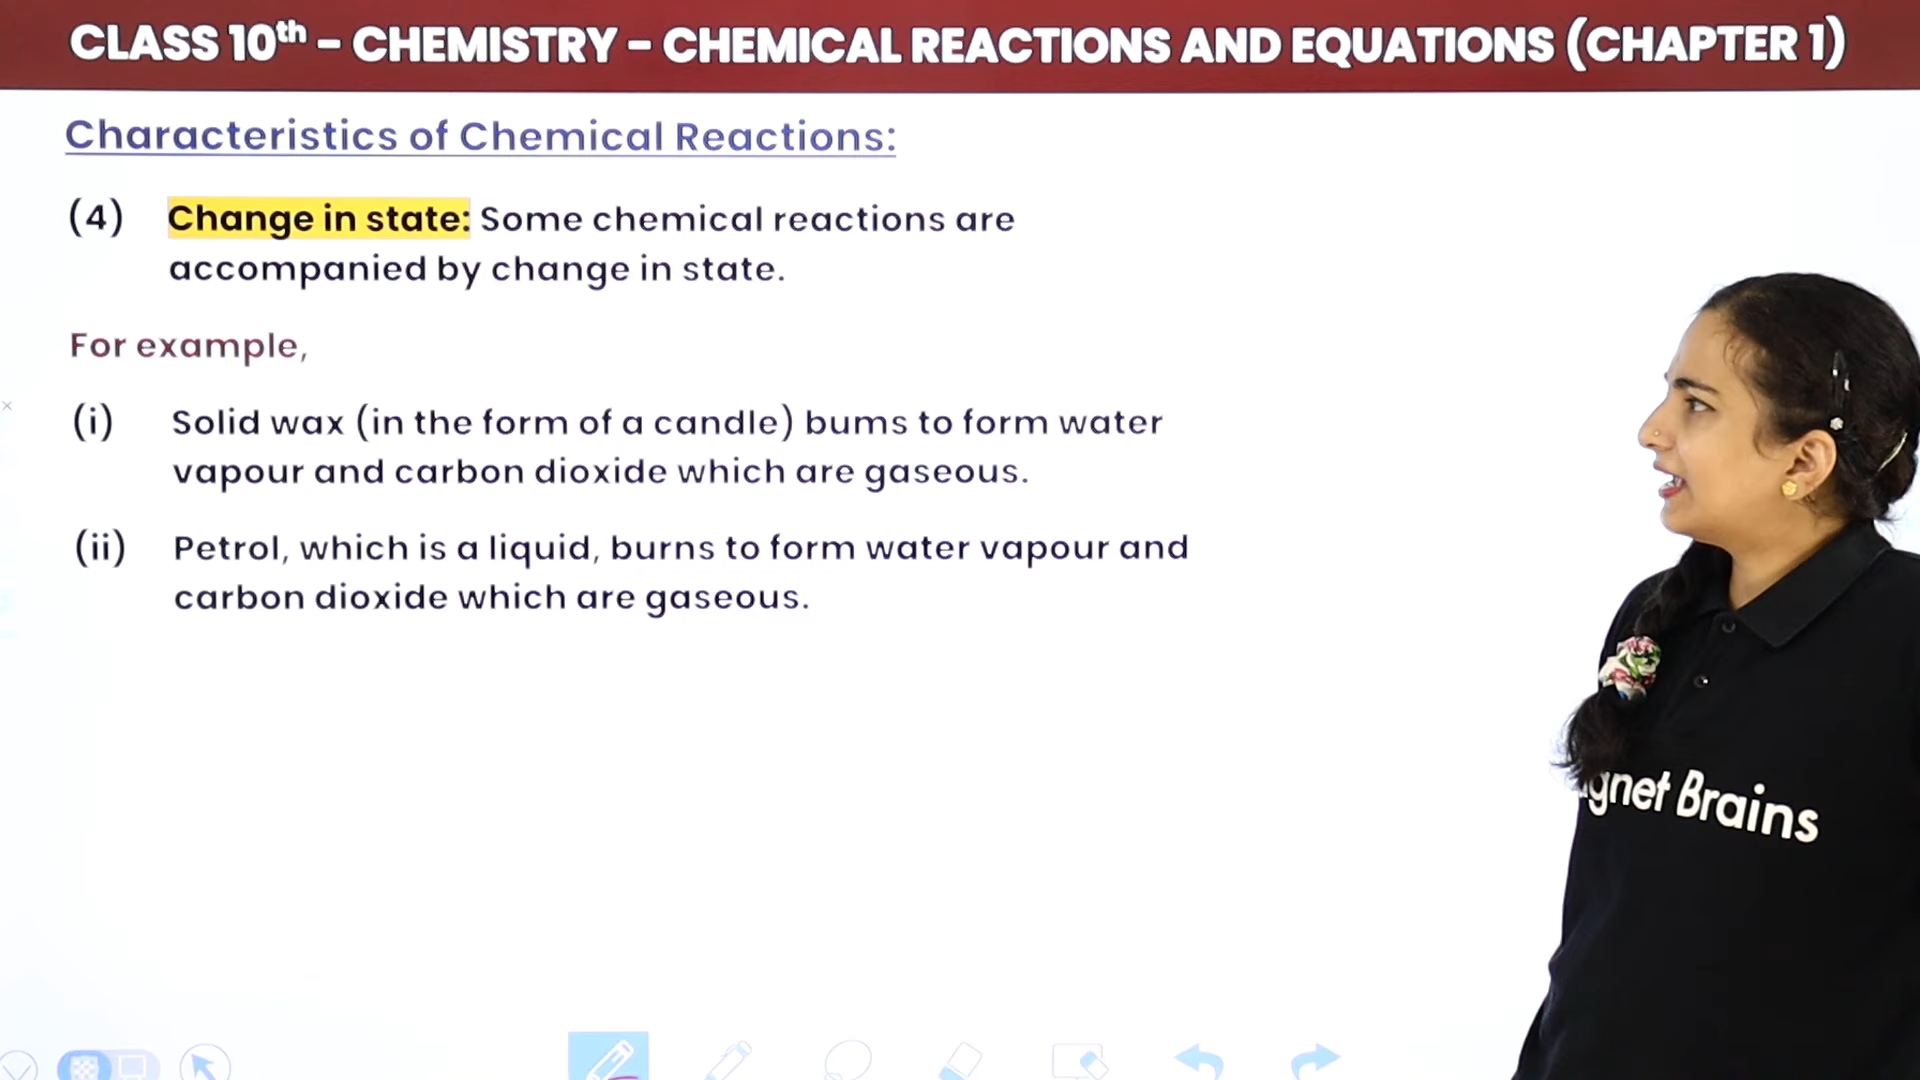 CLASS 10th - CHEMISTRY - CHEMICAL REACTIONS AND EQUATIONS (CHAPTER 1)
Characteristics of Chemical Reactions:
(4) Change in state: Some chemical reactions are
accompanied by change in state.
For example,
(i) Solid wax (in the form of a candle) bums to form water
vapour and carbon dioxide which are gaseous.
(ii) Petrol, which is a liquid, burns to form water vapour and
carbon dioxide which are gaseous.
Brains